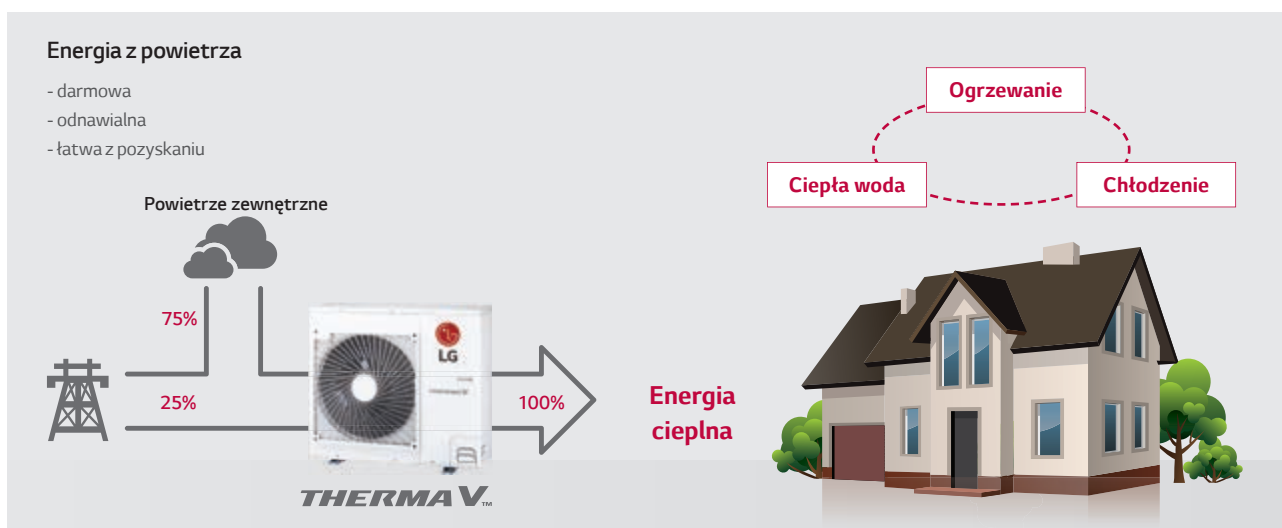 Energia z powietrza
- darmowa
- odnawialna
- łatwa z pozyskaniu
Powietrze zewnętrzne
75%
25%
LG
100%
THERMA V™
Energia
cieplna
Ogrzewanie
Ciepła woda
Chłodzenie